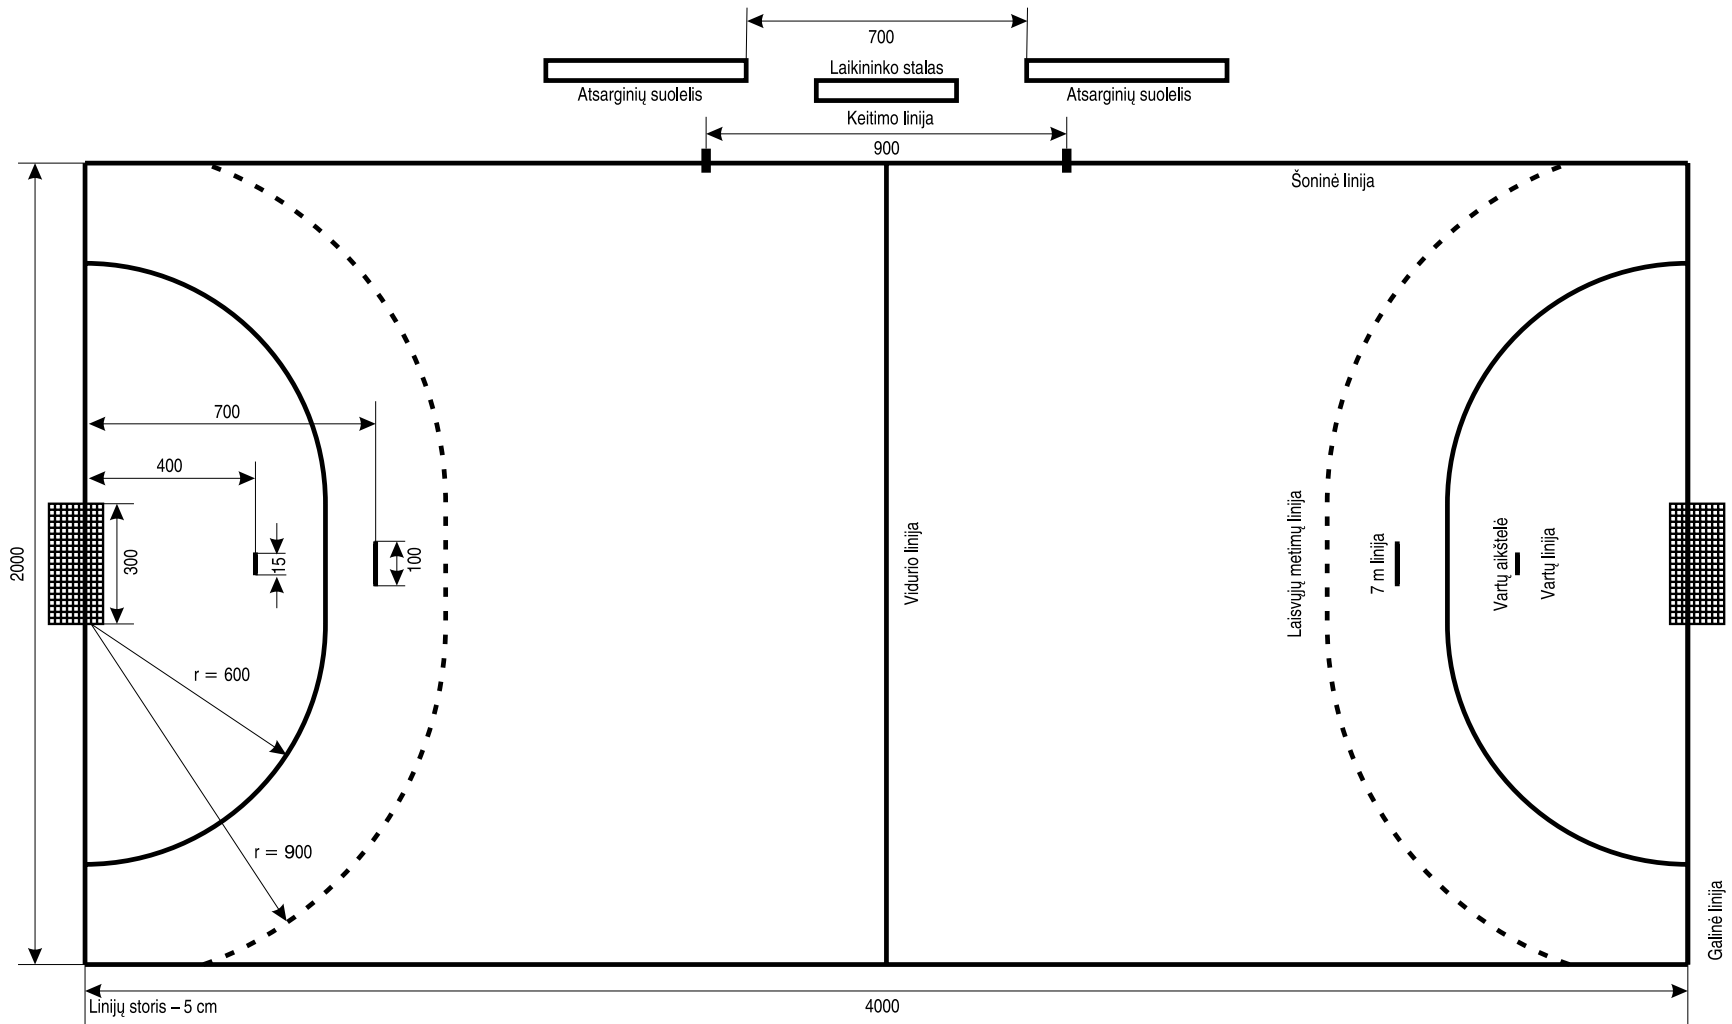 700
Laikininko stalas
Atsarginių suolelis
Atsarginių suolelis
Keitimo linija
900
Šoninė linija
700
400
2000
300
15
100
Vidurio linija
Laisvųjų metimų linija
7 m linija
Vartų aikštelė
Vartų linija
r = 600
r = 900
Galinė linija
Linijų storis – 5 cm
4000